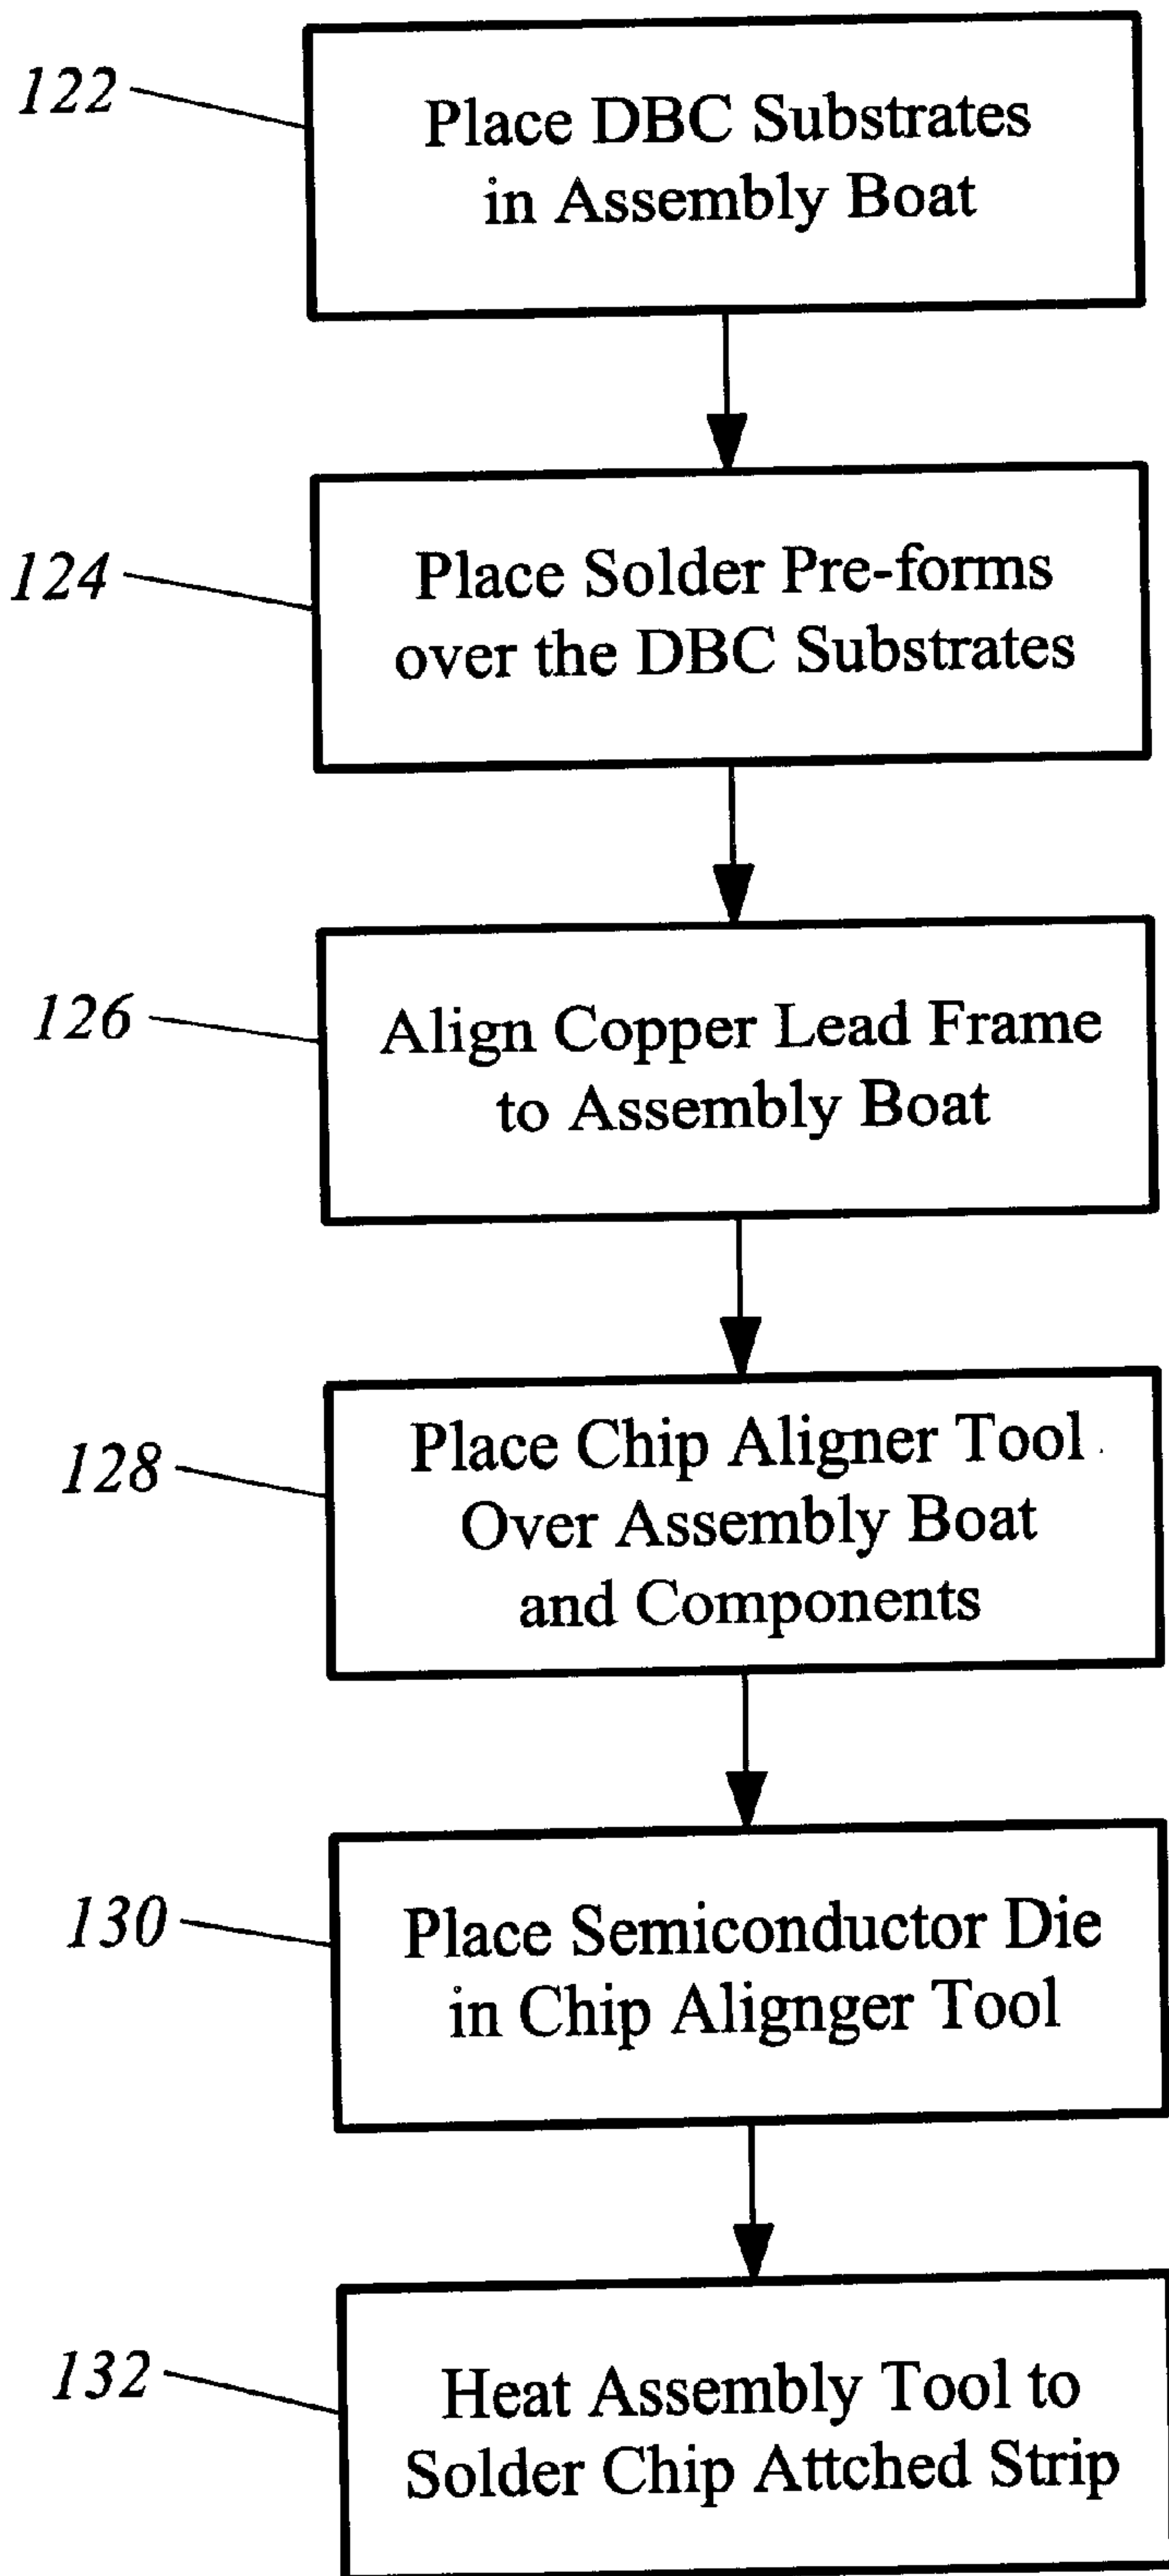 122
Place DBC Substrates
in Assembly Boat
124
Place Solder Pre-forms
over the DBC Substrates
126
Align Copper Lead Frame
to Assembly Boat
128
Place Chip Aligner Tool
Over Assembly Boat
and Components
130
Place Semiconductor Die
in Chip Alignger Tool
132
Heat Assembly Tool to
Solder Chip Attched Strip